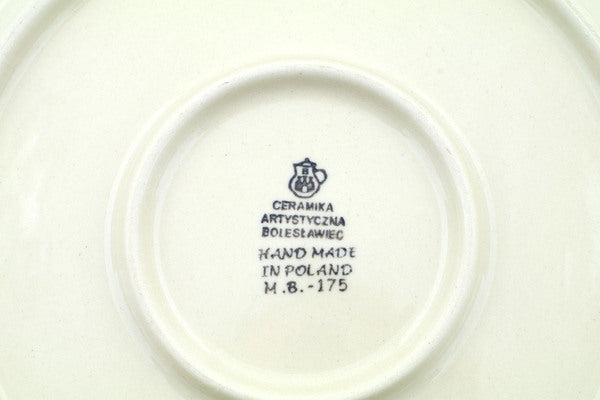 B
CERAMIKA
ARTYSTYCZNA
BOLESŁAWIEC
HAND MADE
IN POLAND
M.B.-175